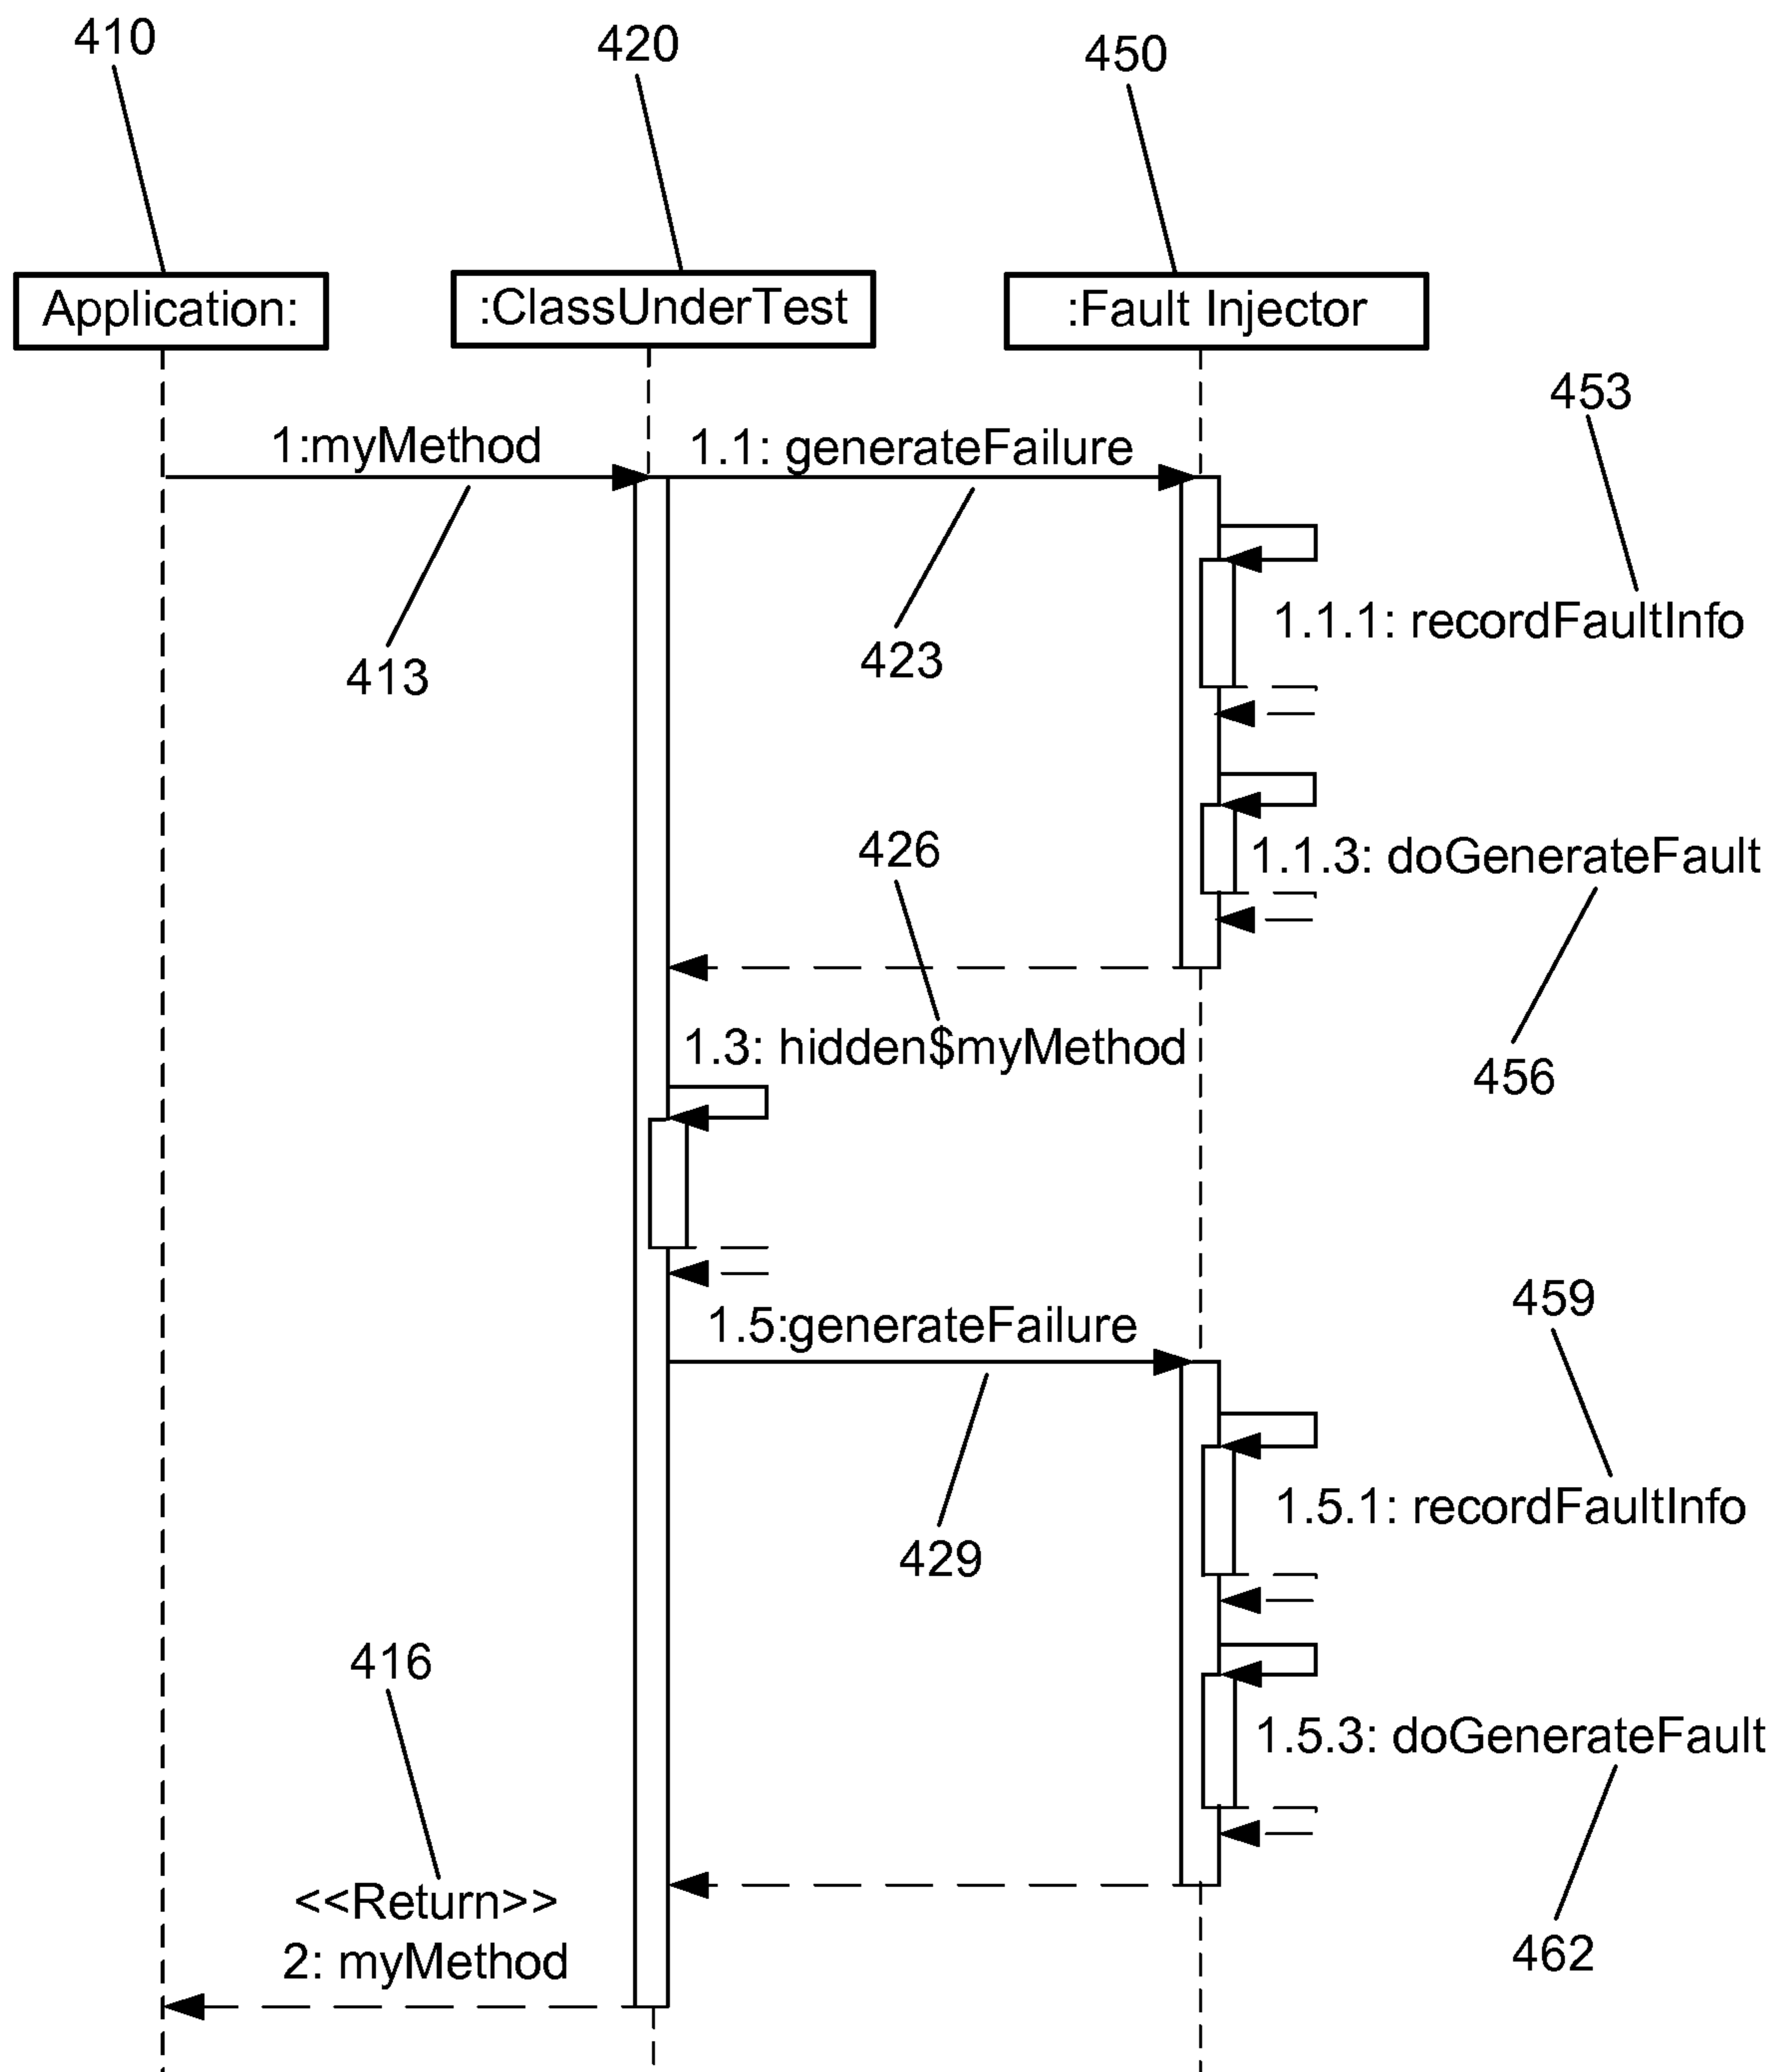 410
420
450
Application:
:ClassUnderTest
:Fault Injector
453
1:myMethod
1.1: generateFailure
1.1.1: recordFaultInfo
413
423
426
1.1.3: doGenerateFault
1.3: hidden$myMethod
456
459
1.5:generateFailure
1.5.1: recordFaultInfo
429
416
1.5.3: doGenerateFault
<<Return>>
2: myMethod
462